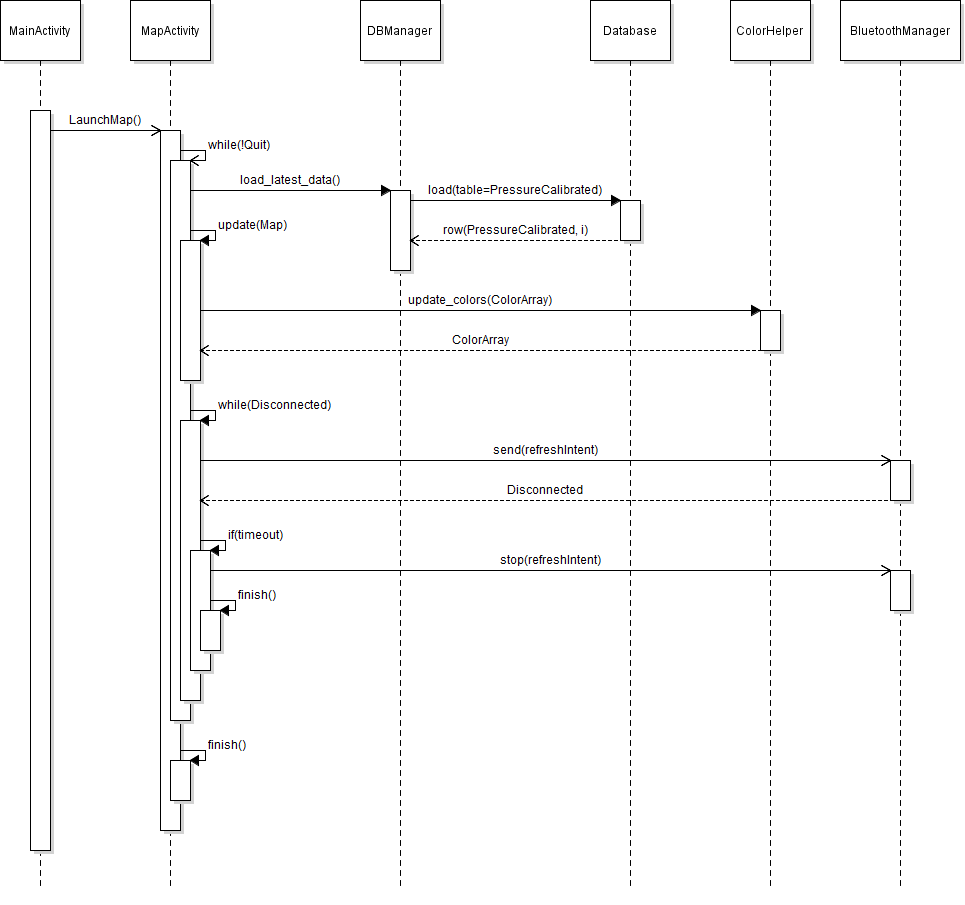 MainActivity
MapActivity
DBManager
Database
ColorHelper
BluetoothManager
LaunchMap()
while(!Quit)
load_latest_data()
load(table=PressureCalibrated)
update(Map)
row(PressureCalibrated, i)
update_colors(ColorArray)
ColorArray
while(Disconnected)
send(refreshIntent)
Disconnected
if(timeout)
stop(refreshIntent)
finish()
finish()